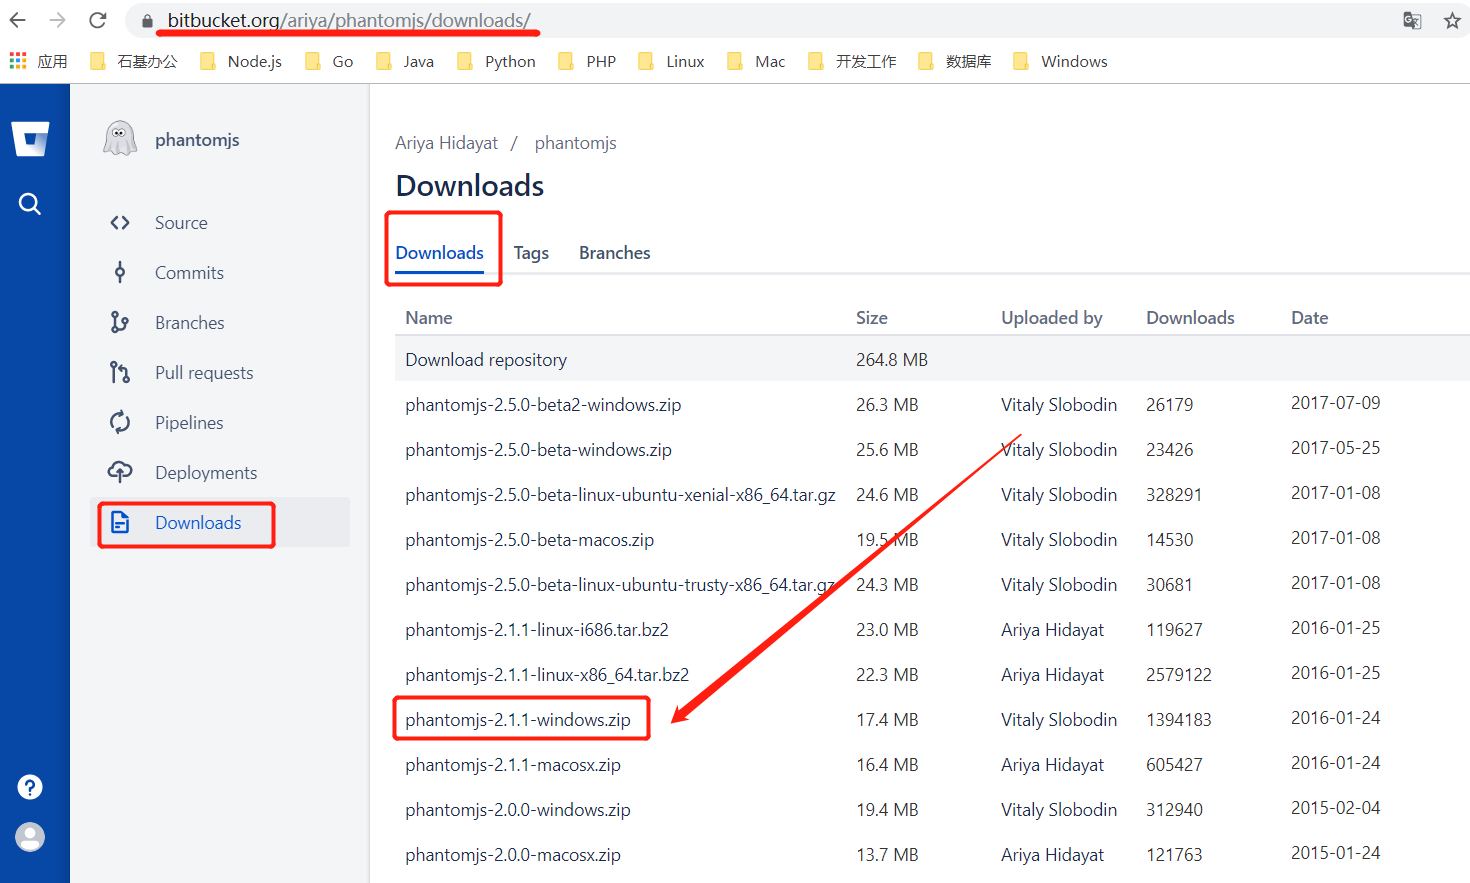 bitbucket.org/ariya/phantomjs/downloads/
应用 石基办公 Node.js Go Java Python PHP Linux Mac 开发工作 数据库 Windows
phantomjs
Source
Commits
Branches
Pull requests
Pipelines
Deployments
Downloads
Ariya Hidayat / phantomjs
Downloads
Downloads Tags Branches
Name Size Uploaded by Downloads Date
Download repository 264.8 MB
phantomjs-2.5.0-beta2-windows.zip 26.3 MB Vitaly Slobodin 26179 2017-07-09
phantomjs-2.5.0-beta-windows.zip 25.6 MB Vitaly Slobodin 23426 2017-05-25
phantomjs-2.5.0-beta-linux-ubuntu-xenial-x86_64.tar.gz 24.6 MB Vitaly Slobodin 328291 2017-01-08
phantomjs-2.5.0-beta-macos.zip 19.5 MB Vitaly Slobodin 14530 2017-01-08
phantomjs-2.5.0-beta-linux-ubuntu-trusty-x86_64.tar.gz 24.3 MB Vitaly Slobodin 30681 2017-01-08
phantomjs-2.1.1-linux-i686.tar.bz2 23.0 MB Ariya Hidayat 119627 2016-01-25
phantomjs-2.1.1-linux-x86_64.tar.bz2 22.3 MB Ariya Hidayat 2579122 2016-01-25
phantomjs-2.1.1-windows.zip 17.4 MB Vitaly Slobodin 1394183 2016-01-24
phantomjs-2.1.1-macosx.zip 16.4 MB Ariya Hidayat 605427 2016-01-24
phantomjs-2.0.0-windows.zip 19.4 MB Vitaly Slobodin 312940 2015-02-04
phantomjs-2.0.0-macosx.zip 13.7 MB Ariya Hidayat 121763 2015-01-24